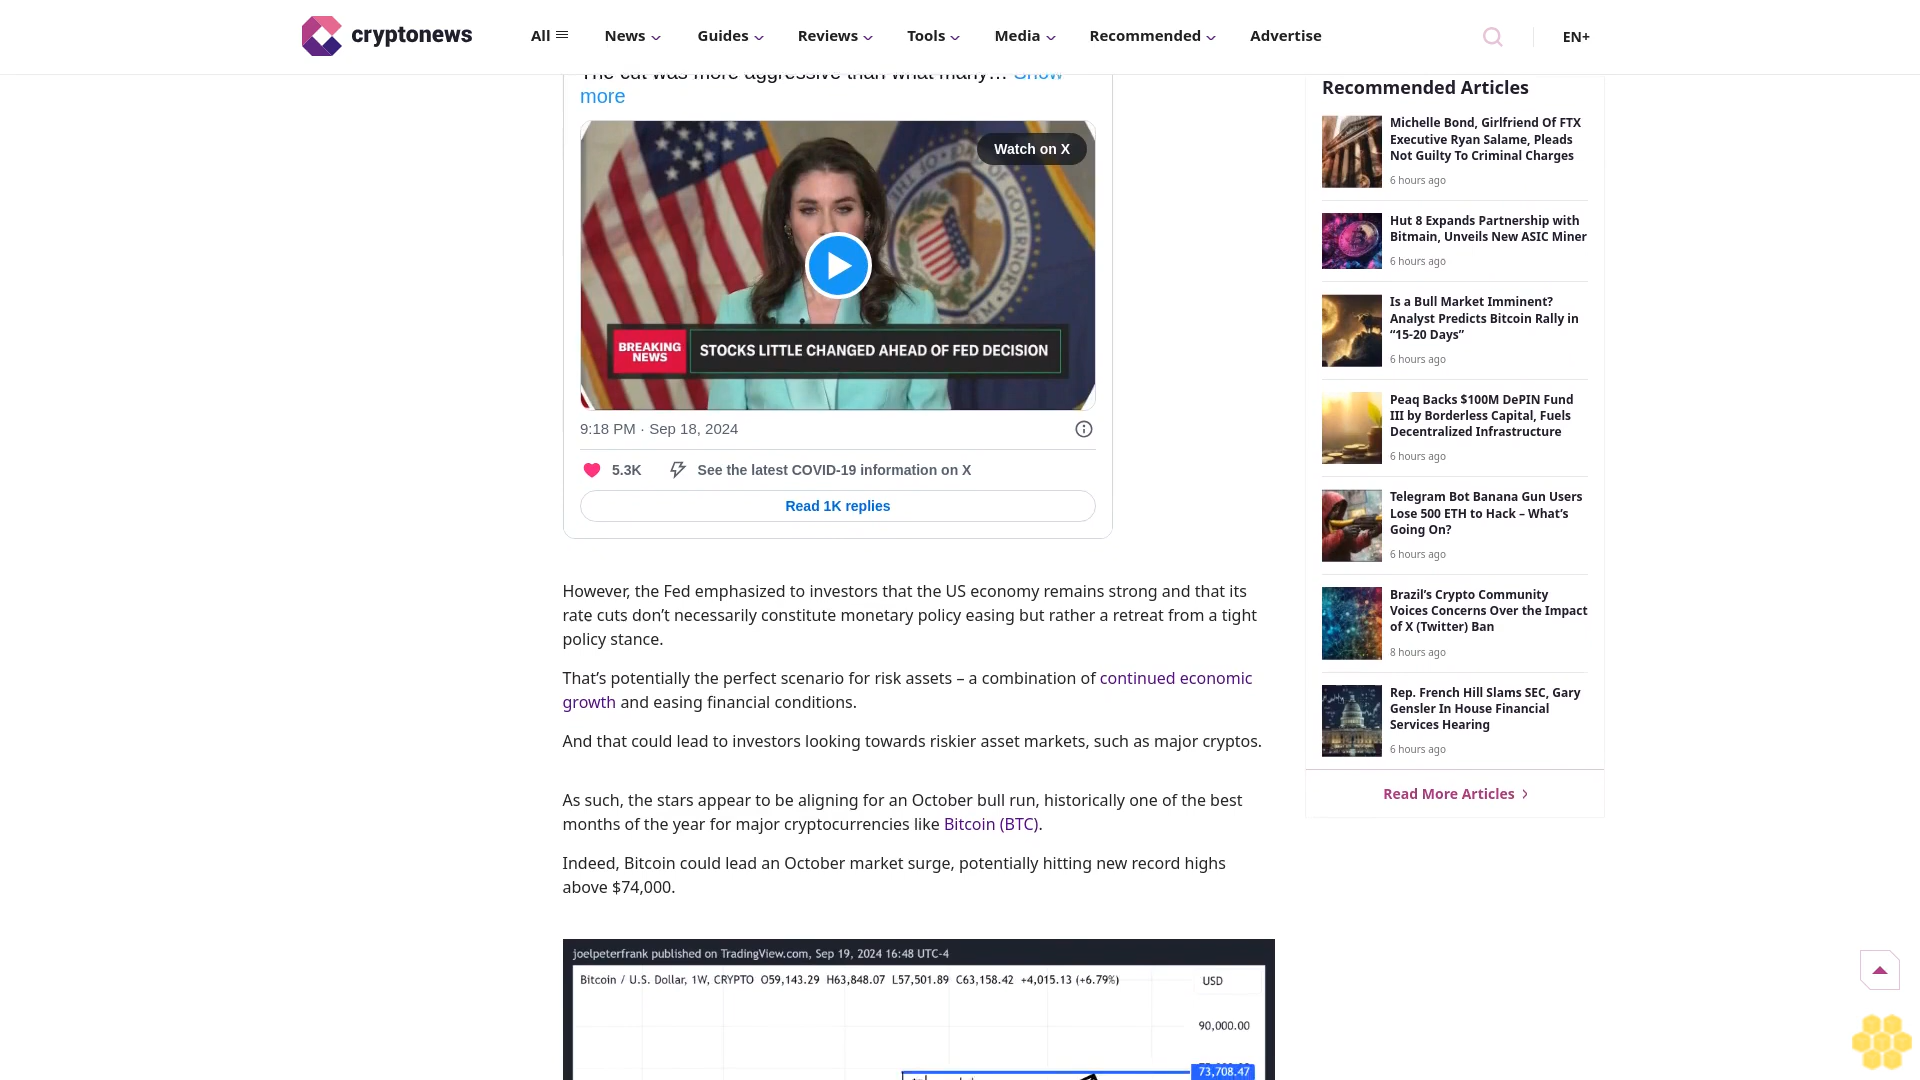 cryptonews
All
News
Guides
Reviews
Tools
Media
Recommended
Advertise
EN+
The cut was more aggressive than what many… Show
more
Watch on X
BREAKING
NEWS
STOCKS LITTLE CHANGED AHEAD OF FED DECISION
9:18 PM · Sep 18, 2024
5.3K
See the latest COVID-19 information on X
Read 1K replies
However, the Fed emphasized to investors that the US economy remains strong and that its
rate cuts don’t necessarily constitute monetary policy easing but rather a retreat from a tight
policy stance.
That’s potentially the perfect scenario for risk assets – a combination of continued economic
growth and easing financial conditions.
And that could lead to investors looking towards riskier asset markets, such as major cryptos.
As such, the stars appear to be aligning for an October bull run, historically one of the best
months of the year for major cryptocurrencies like Bitcoin (BTC).
Indeed, Bitcoin could lead an October market surge, potentially hitting new record highs
above $74,000.
joelpeterfrank published on TradingView.com, Sep 19, 2024 16:48 UTC-4
Bitcoin / U.S. Dollar, 1W, CRYPTO O59,143.29 H63,848.07 L57,501.89 C63,158.42 +4,015.13 (+6.79%)
USD
90,000.00
73,708.47
Recommended Articles
Michelle Bond, Girlfriend Of FTX
Executive Ryan Salame, Pleads
Not Guilty To Criminal Charges
6 hours ago
Hut 8 Expands Partnership with
Bitmain, Unveils New ASIC Miner
6 hours ago
Is a Bull Market Imminent?
Analyst Predicts Bitcoin Rally in
“15-20 Days”
6 hours ago
Peaq Backs $100M DePIN Fund
III by Borderless Capital, Fuels
Decentralized Infrastructure
6 hours ago
Telegram Bot Banana Gun Users
Lose 500 ETH to Hack – What’s
Going On?
6 hours ago
Brazil’s Crypto Community
Voices Concerns Over the Impact
of X (Twitter) Ban
8 hours ago
Rep. French Hill Slams SEC, Gary
Gensler In House Financial
Services Hearing
6 hours ago
Read More Articles